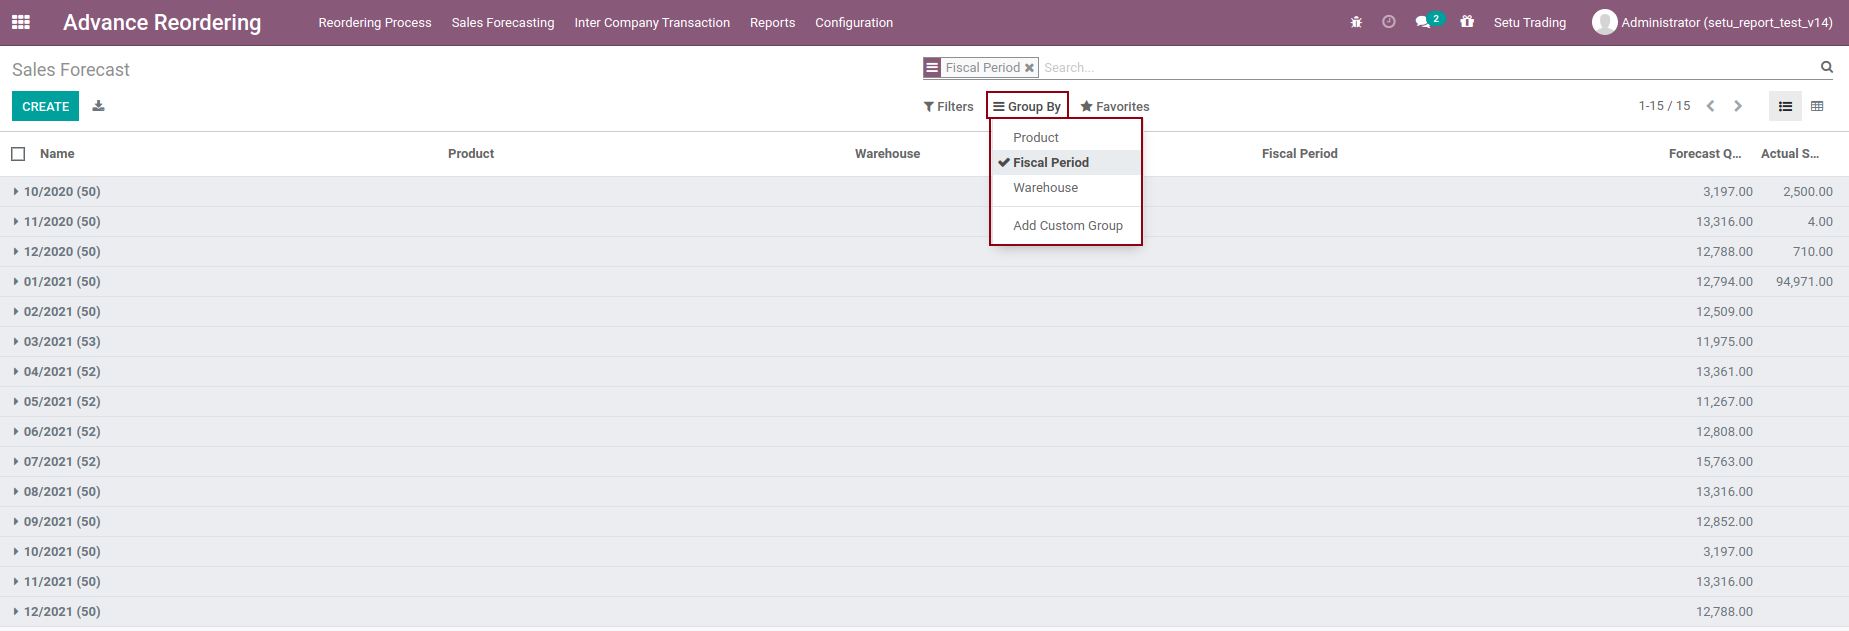 Advance Reordering Reordering Process Sales Forecasting Inter Company Transaction Reports Configuration 2 Setu Trading Administrator (setu_report_test_v14)
Sales Forecast Fiscal Period Search...
CREATE Filters Group By Favorites 1-15 / 15
Product
Fiscal Period
Warehouse
Add Custom Group
Name Product Warehouse Fiscal Period Forecast Q... Actual S...
10/2020 (50) 3,197.00 2,500.00
11/2020 (50) 13,316.00 4.00
12/2020 (50) 12,788.00 710.00
01/2021 (50) 12,794.00 94,971.00
02/2021 (50) 12,509.00
03/2021 (53) 11,975.00
04/2021 (52) 13,361.00
05/2021 (52) 11,267.00
06/2021 (52) 12,808.00
07/2021 (52) 15,763.00
08/2021 (50) 13,316.00
09/2021 (50) 12,852.00
10/2021 (50) 3,197.00
11/2021 (50) 13,316.00
12/2021 (50) 12,788.00